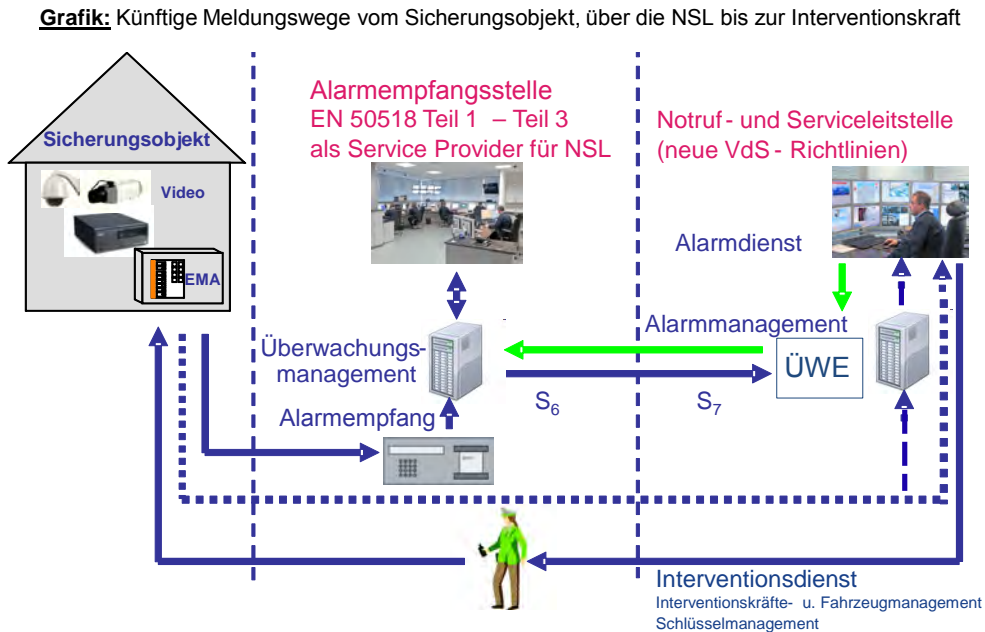 Grafik: Künftige Meldungswege vom Sicherungsobjekt, über die NSL bis zur Interventionskraft
Sicherungsobjekt
Video
EMA
Alarmempfangsstelle
EN 50518 Teil 1 – Teil 3
als Service Provider für NSL
Notruf - und Serviceleitstelle
(neue VdS - Richtlinien)
Alarmdienst
Alarmmanagement
Überwachungs-
management
ÜWE
S6
S7
Alarmempfang
Interventionsdienst
Interventionskräfte- u. Fahrzeugmanagement
Schlüsselmanagement